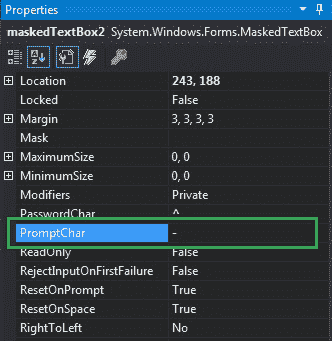 Properties
maskedTextBox2 System.Windows.Forms.MaskedTextBox
Location 243, 188
Locked False
Margin 3, 3, 3, 3
Mask
MaximumSize 0, 0
MinimumSize 0, 0
Modifiers Private
PasswordChar ^
PromptChar -
ReadOnly False
RejectInputOnFirstFailure False
ResetOnPrompt True
ResetOnSpace True
RightToLeft No